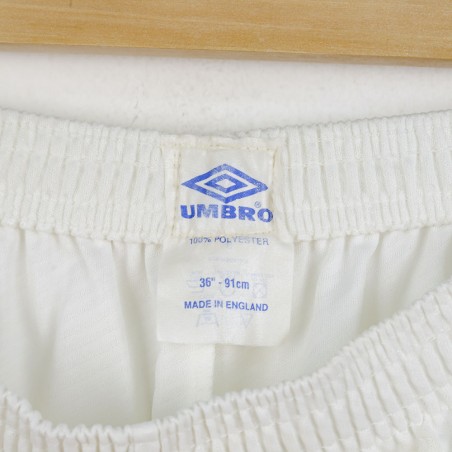 UMBRO
100% POLYESTER
36" - 91cm
MADE IN ENGLAND